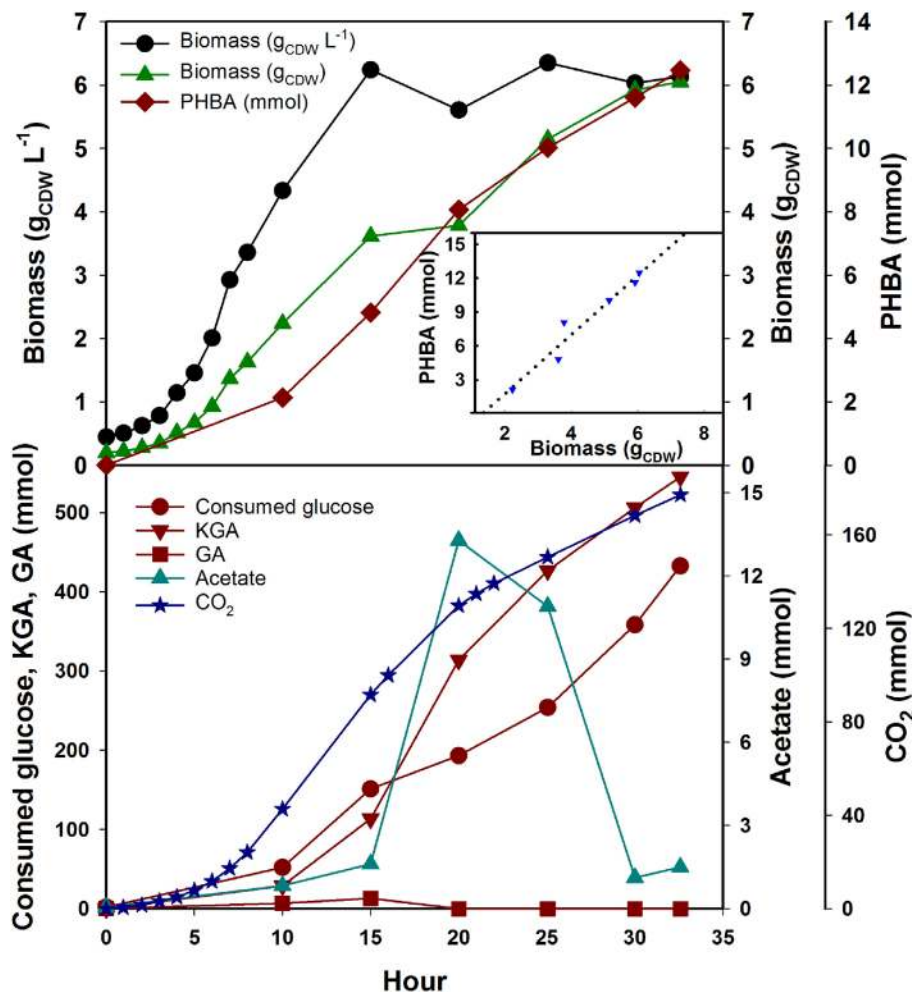 Biomass (gCDW L-1)
Biomass (gCDW)
PHBA (mmol)
7
6
5
4
3
2
1
0
Biomass (gCDW L-1)
7
6
5
4
3
2
1
0
Biomass (gCDW)
14
12
10
8
6
4
2
0
PHBA (mmol)
15
12
9
6
3
PHBA (mmol)
2 4 6 8
Biomass (gCDW)
Consumed glucose
KGA
GA
Acetate
CO2
500
400
300
200
100
0
Consumed glucose, KGA, GA (mmol)
15
12
9
6
3
0
Acetate (mmol)
160
120
80
40
0
CO2 (mmol)
0 5 10 15 20 25 30 35
Hour